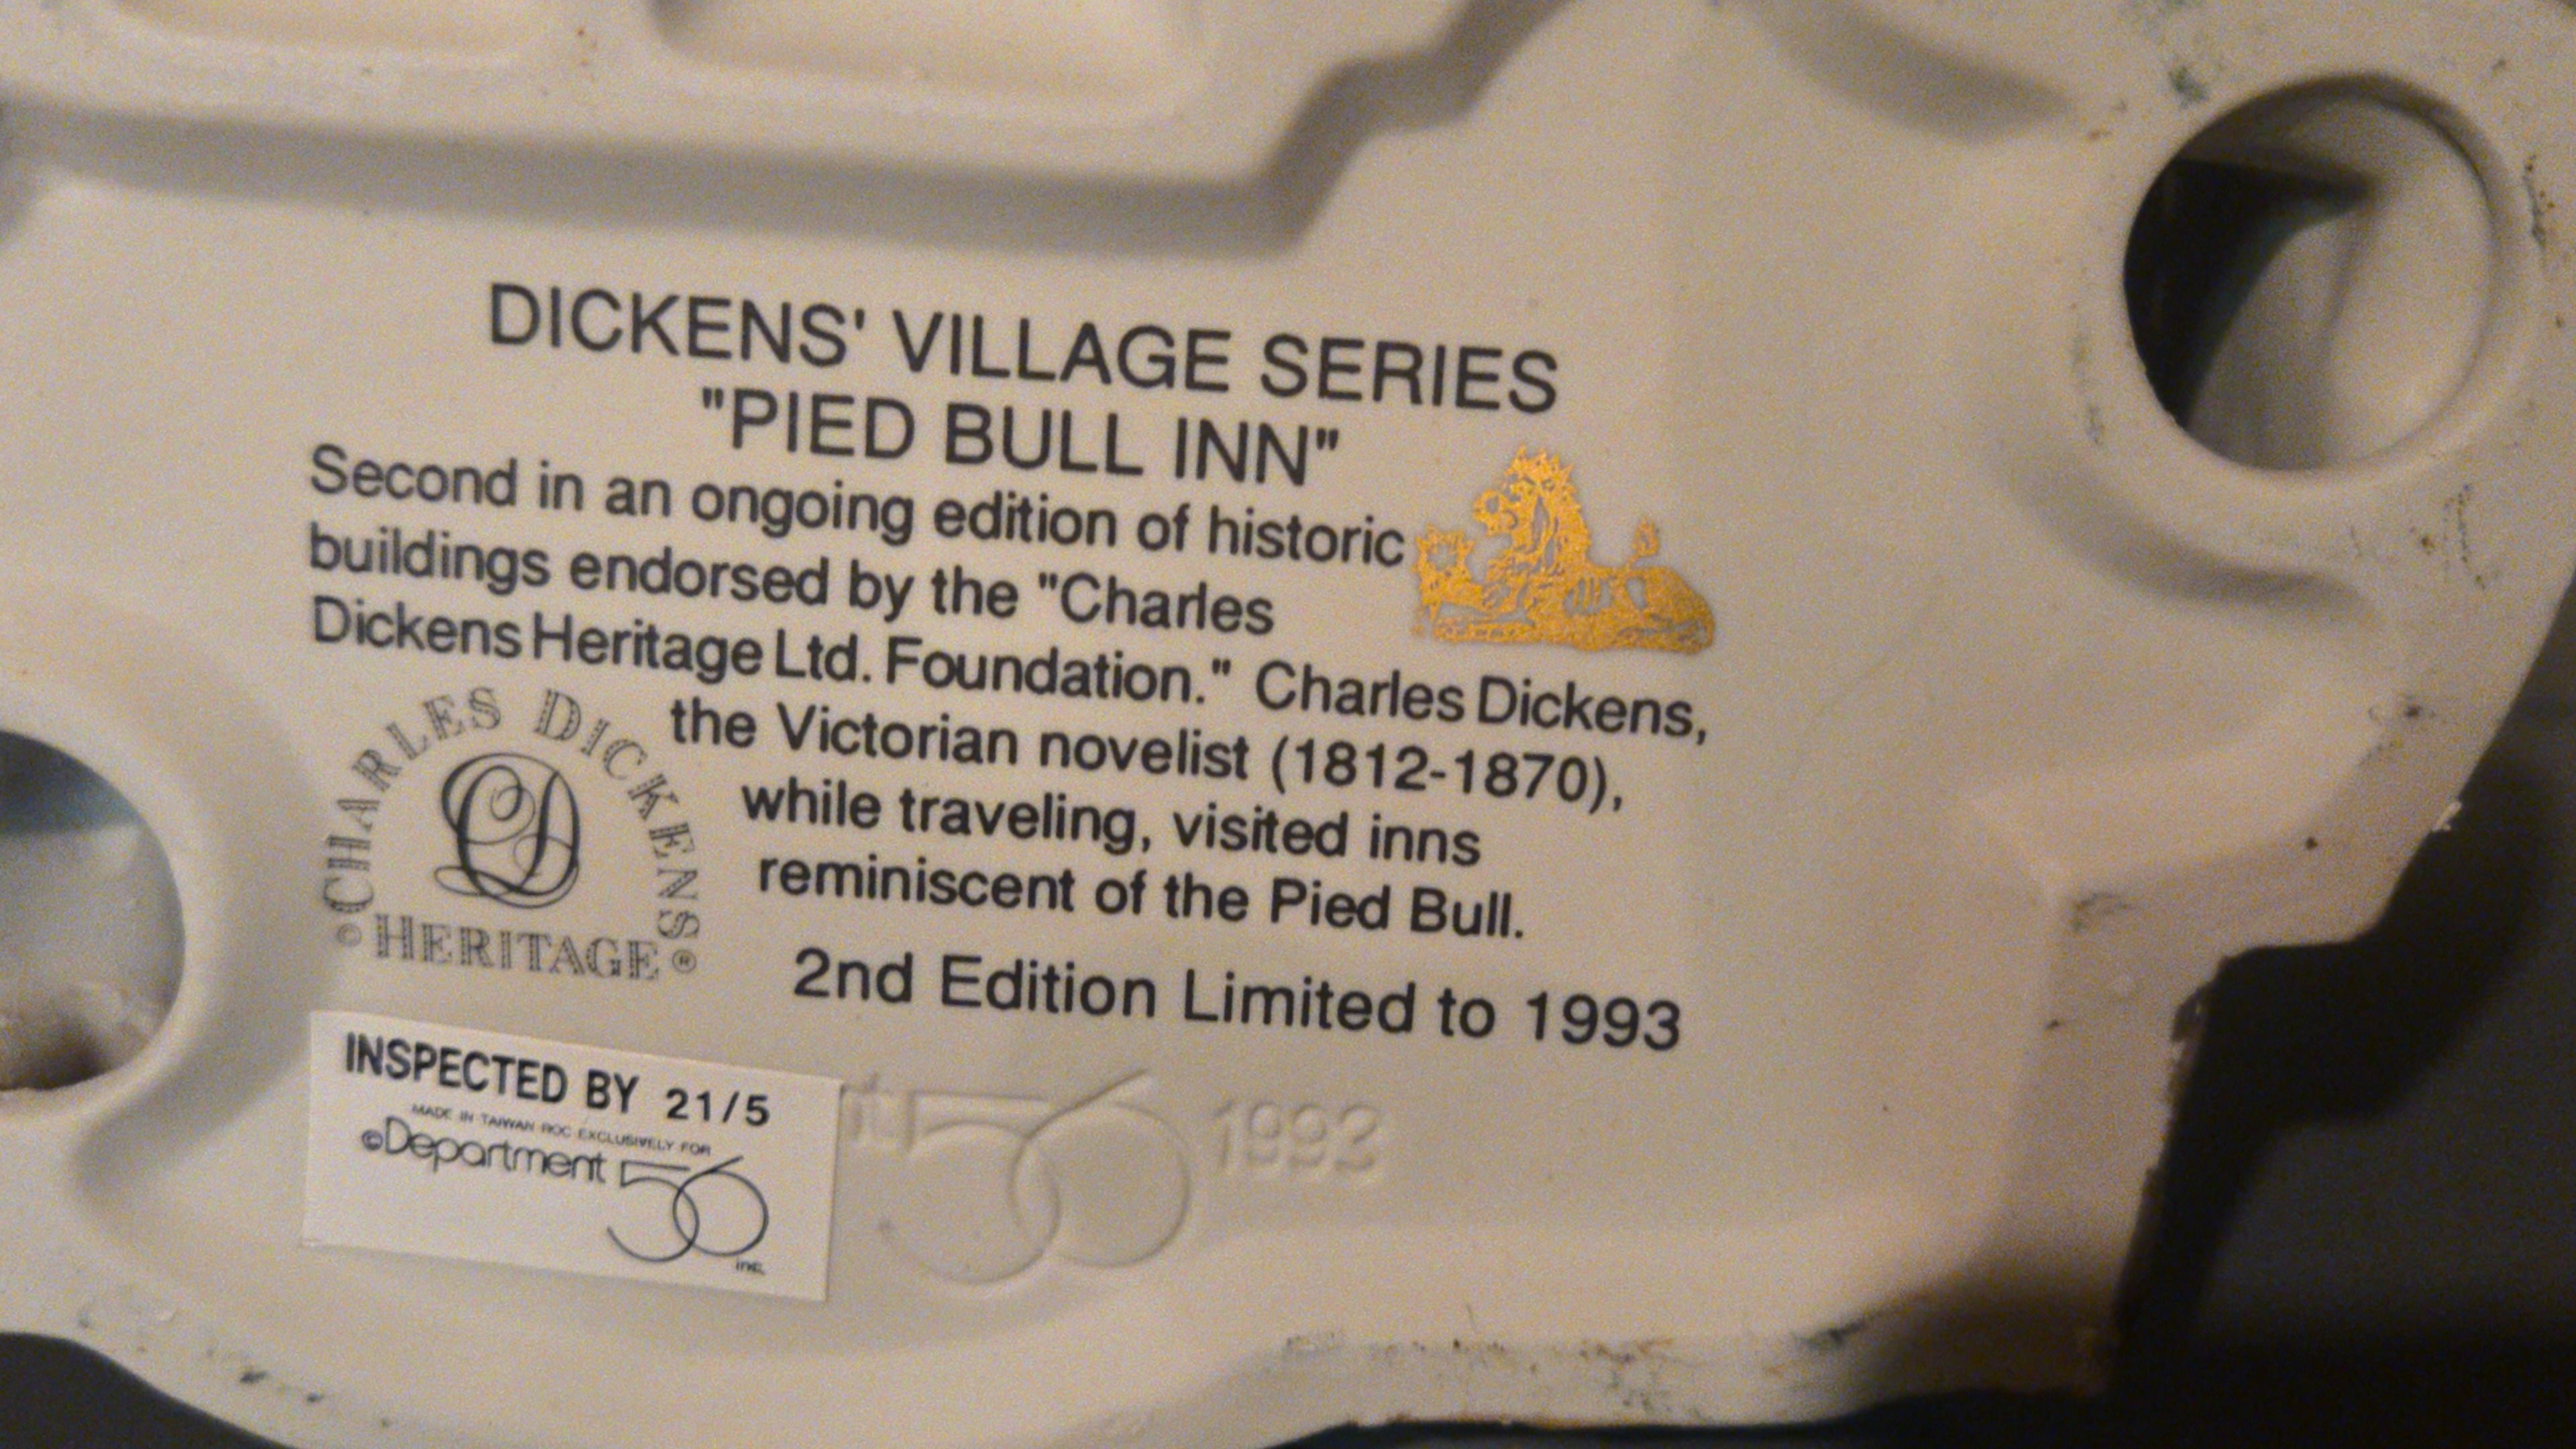 DICKENS' VILLAGE SERIES
"PIED BULL INN"
Second in an ongoing edition of historic
buildings endorsed by the "Charles
Dickens Heritage Ltd. Foundation." Charles Dickens,
the Victorian novelist (1812-1870),
while traveling, visited inns
reminiscent of the Pied Bull.
2nd Edition Limited to 1993
CHARLES DICKENS
CD
© HERITAGE ®
INSPECTED BY 21/5
MADE IN TAIWAN ROC EXCLUSIVELY FOR
©Department 56
inc.
56 1993